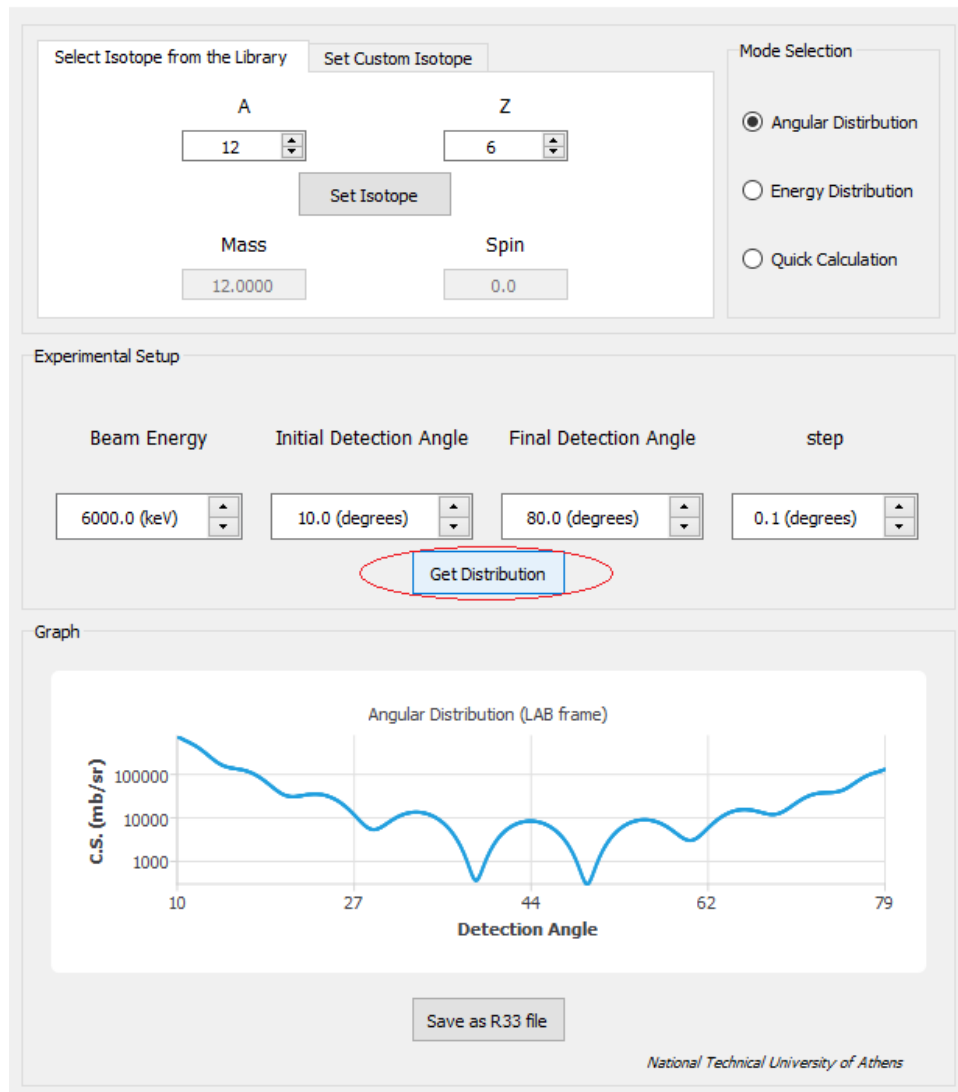 Select Isotope from the Library
Set Custom Isotope
A
Z
12
6
Set Isotope
Mass
Spin
12.0000
0.0
Mode Selection
Angular Distirbution
Energy Distribution
Quick Calculation
Experimental Setup
Beam Energy
Initial Detection Angle
Final Detection Angle
step
6000.0 (keV)
10.0 (degrees)
80.0 (degrees)
0.1 (degrees)
Get Distribution
Graph
Angular Distribution (LAB frame)
C.S. (mb/sr)
100000
10000
1000
10
27
44
62
79
Detection Angle
Save as R33 file
National Technical University of Athens